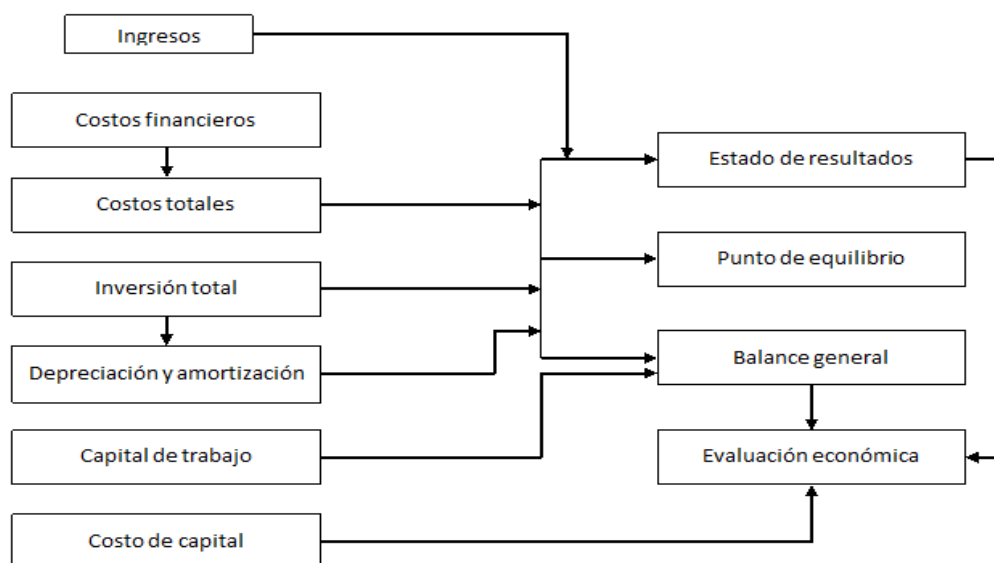 Ingresos
Costos financieros
Costos totales
Inversión total
Depreciación y amortización
Capital de trabajo
Costo de capital
Estado de resultados
Punto de equilibrio
Balance general
Evaluación económica